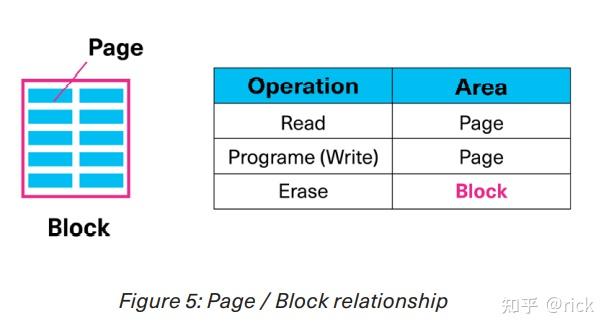 Page
Block
Operation Area
Read Page
Programe (Write) Page
Erase Block
Figure 5: Page / Block relationship
知乎 @rick